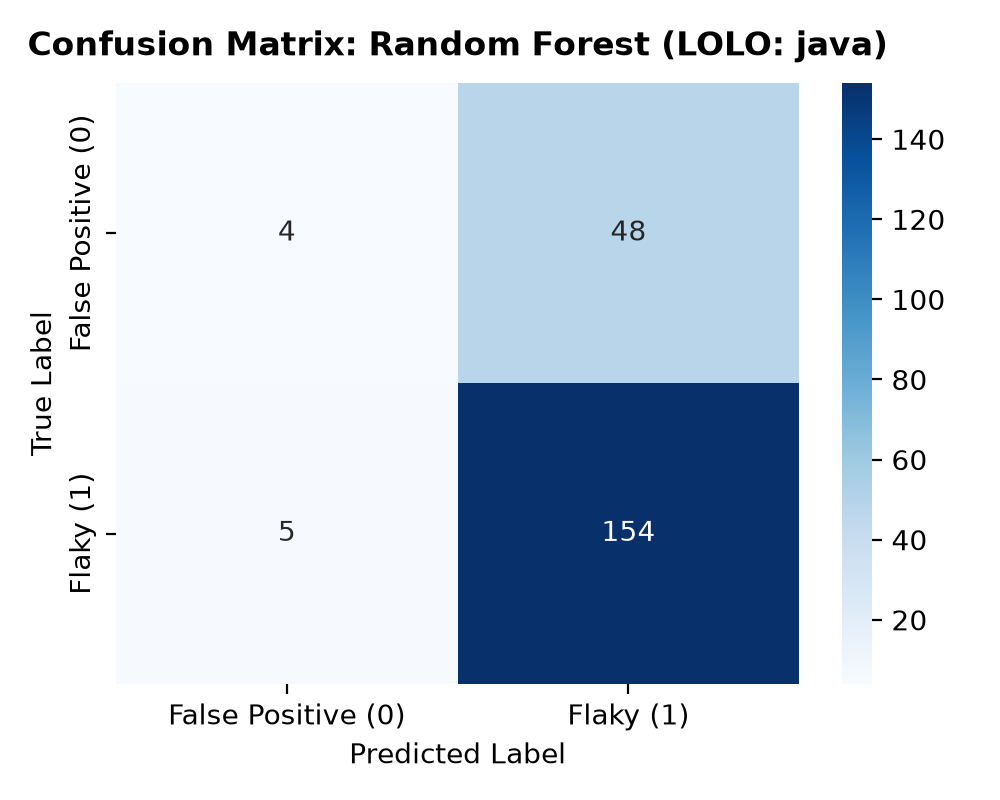 Confusion Matrix: Random Forest (LOLO: java)
True Label
False Positive (0)
Flaky (1)
4
48
5
154
False Positive (0)
Flaky (1)
Predicted Label
140
120
100
80
60
40
20